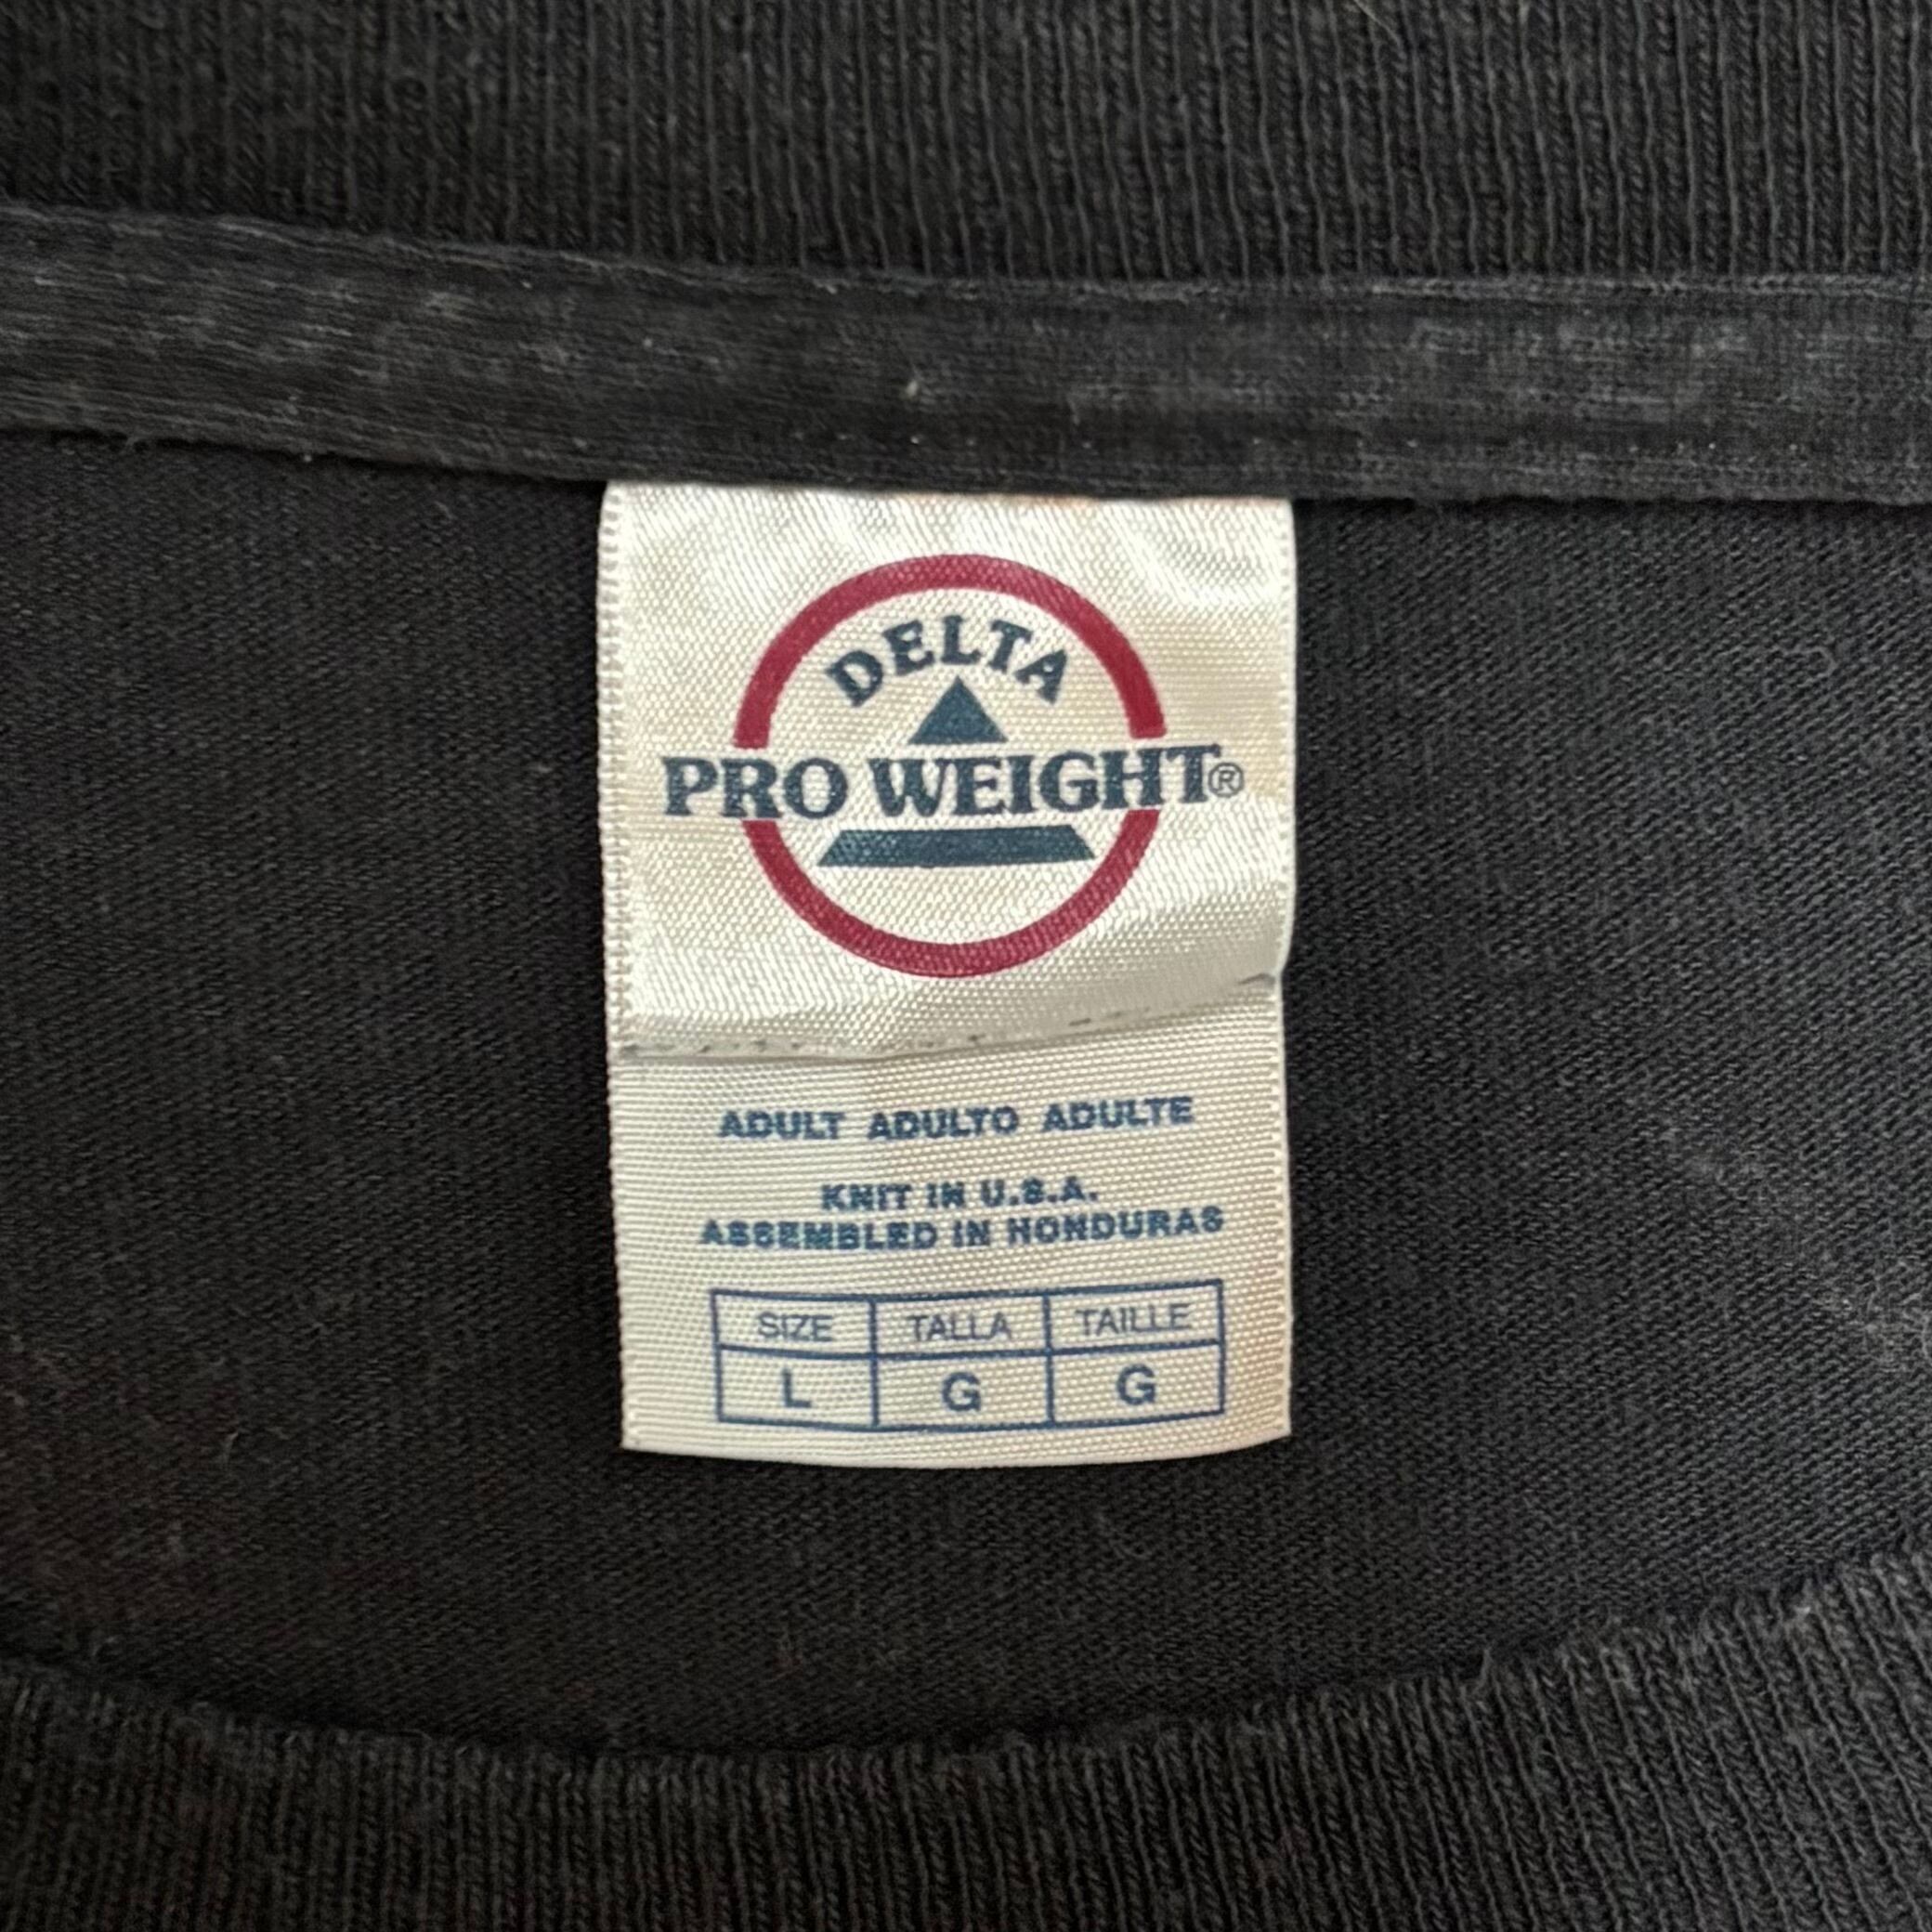 DELTA
PRO WEIGHT®
ADULT ADULTO ADULTE
KNIT IN U.S.A.
ASSEMBLED IN HONDURAS
SIZE TALLA TAILLE
L G G